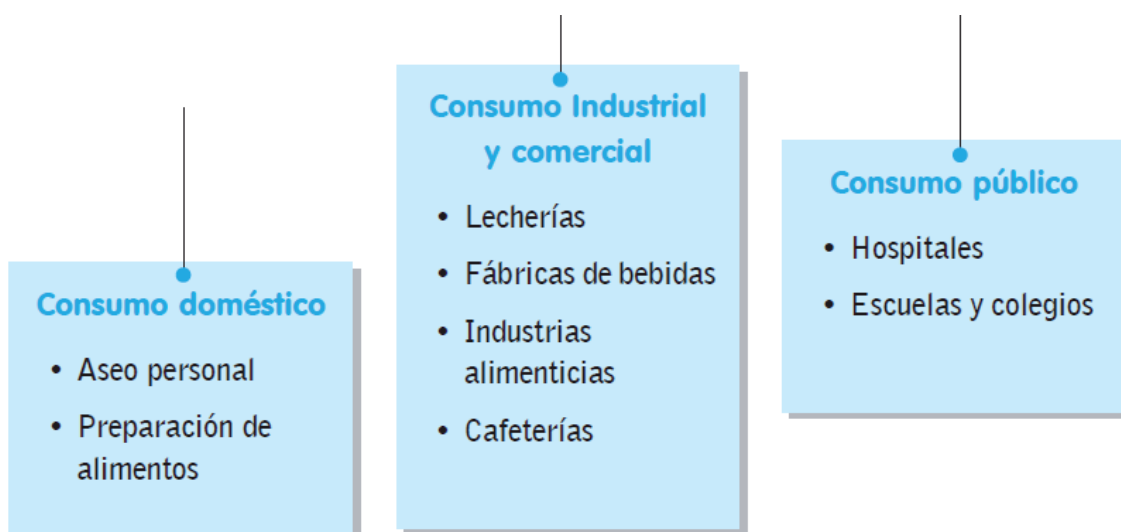 Consumo doméstico
• Aseo personal
• Preparación de
alimentos
Consumo Industrial
y comercial
• Lecherías
• Fábricas de bebidas
• Industrias
alimenticias
• Cafeterías
Consumo público
• Hospitales
• Escuelas y colegios